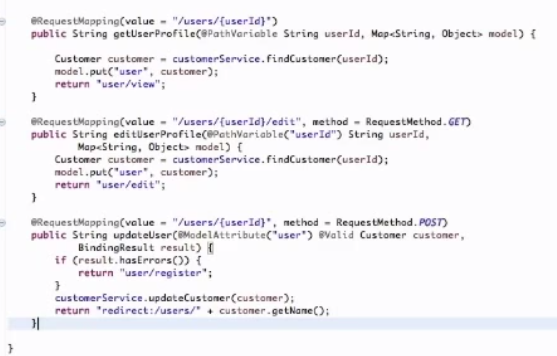 @RequestMapping(value = "/users/{userId}")
public String getUserProfile(@PathVariable String userId, Map<String, Object> model) {
Customer customer = customerService.findCustomer(userId);
model.put("user", customer);
return "user/view";
}
@RequestMapping(value = "/users/{userId}/edit", method = RequestMethod.GET)
public String editUserProfile(@PathVariable("userId") String userId,
Map<String, Object> model) {
Customer customer = customerService.findCustomer(userId);
model.put("user", customer);
return "user/edit";
}
@RequestMapping(value = "/users/{userId}", method = RequestMethod.POST)
public String updateUser(@ModelAttribute("user") @Valid Customer customer,
BindingResult result) {
if (result.hasErrors()) {
return "user/register";
}
customerService.updateCustomer(customer);
return "redirect:/users/" + customer.getName();
}
}